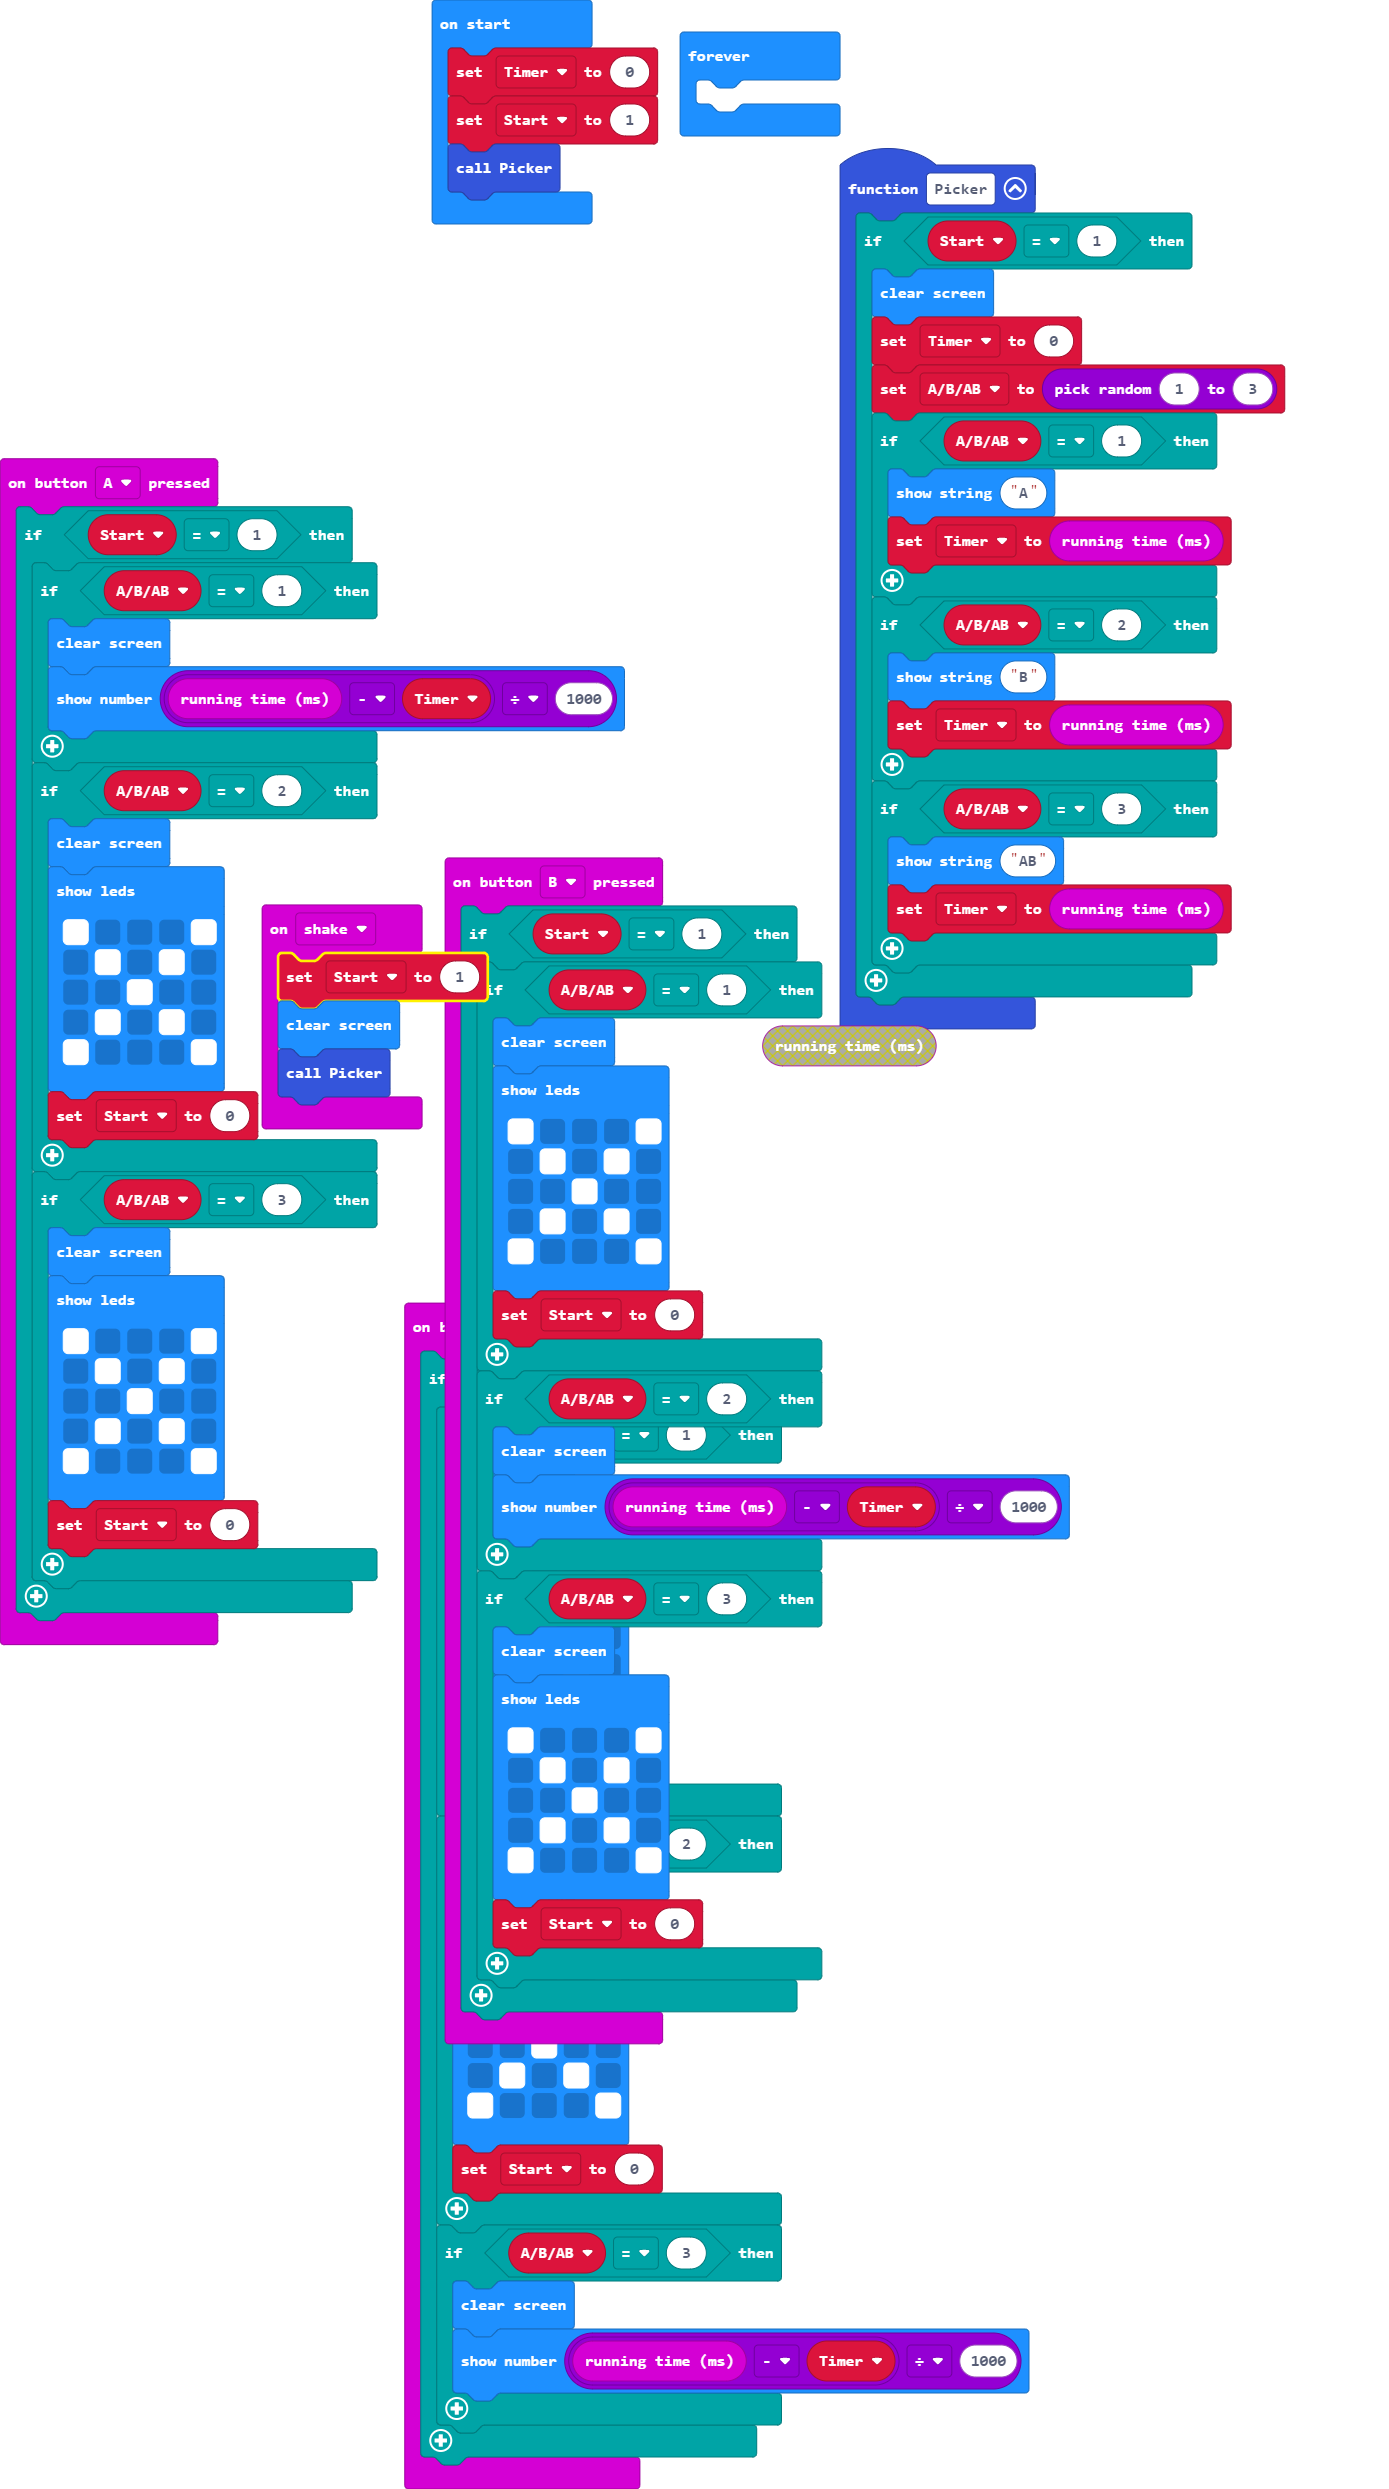 on start
set Timer to 0
set Start to 1
call Picker
forever
function Picker
if Start = 1 then
clear screen
set Timer to 0
set A/B/AB to pick random 1 to 3
if A/B/AB = 1 then
show string "A"
set Timer to running time (ms)
if A/B/AB = 2 then
show string "B"
set Timer to running time (ms)
if A/B/AB = 3 then
show string "AB"
set Timer to running time (ms)
running time (ms)
on button A pressed
if Start = 1 then
if A/B/AB = 1 then
clear screen
show number running time (ms) - Timer ÷ 1000
if A/B/AB = 2 then
clear screen
show leds
set Start to 0
if A/B/AB = 3 then
clear screen
show leds
set Start to 0
on shake
set Start to 1
clear screen
call Picker
on button B pressed
if Start = 1 then
if A/B/AB = 1 then
clear screen
show leds
set Start to 0
if A/B/AB = 2 then
clear screen
show number running time (ms) - Timer ÷ 1000
if A/B/AB = 3 then
clear screen
show leds
set Start to 0
on
if
= 1 then
2 then
set Start to 0
if A/B/AB = 3 then
clear screen
show number running time (ms) - Timer ÷ 1000